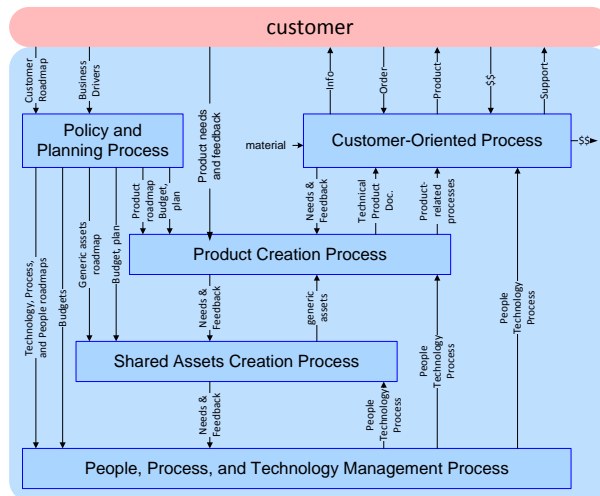 customer
Customer
Roadmap
Business
Drivers
Product needs
and feedback
Info
Order
Product
$$
Support
Policy and
Planning Process
material
Customer-Oriented Process
$$
Technology, Process,
and People roadmaps
Budgets
Generic assets
roadmap
Budget, plan
Product
roadmap
Budget,
plan
Needs &
Feedback
Technical
Product
Doc.
Product-
related
processes
Product Creation Process
Needs &
Feedback
generic
assets
People
Technology
Process
People
Technology
Process
Shared Assets Creation Process
Needs &
Feedback
People
Technology
Process
People, Process, and Technology Management Process